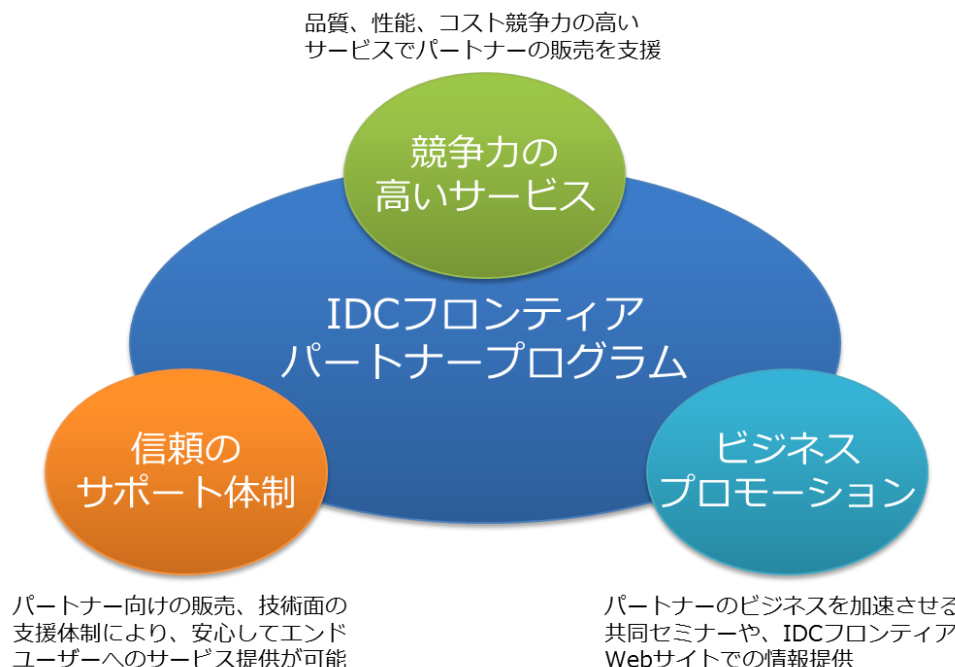 品質、性能、コスト競争力の高い
サービスでパートナーの販売を支援
競争力の
高いサービス
IDCフロンティア
パートナープログラム
信頼の
サポート体制
ビジネス
プロモーション
パートナー向けの販売、技術面の
支援体制により、安心してエンド
ユーザーへのサービス提供が可能
パートナーのビジネスを加速させる
共同セミナーや、IDCフロンティア
Webサイトでの情報提供